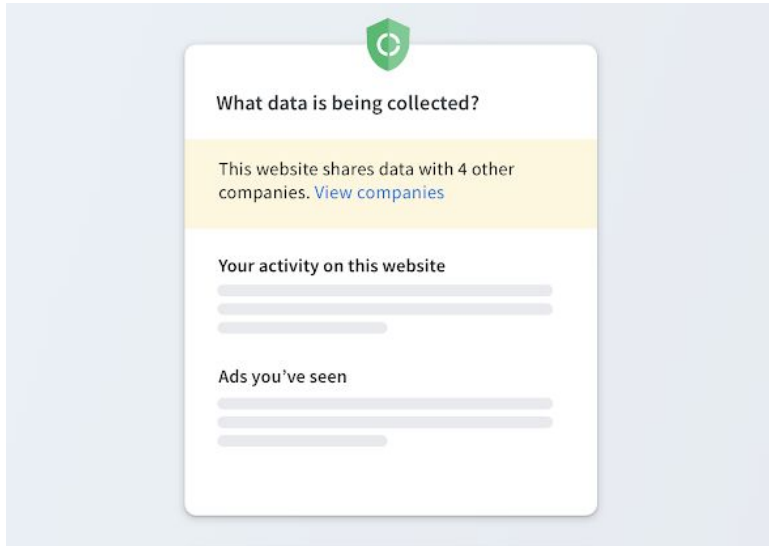 What data is being collected?
This website shares data with 4 other
companies. View companies
Your activity on this website
Ads you’ve seen